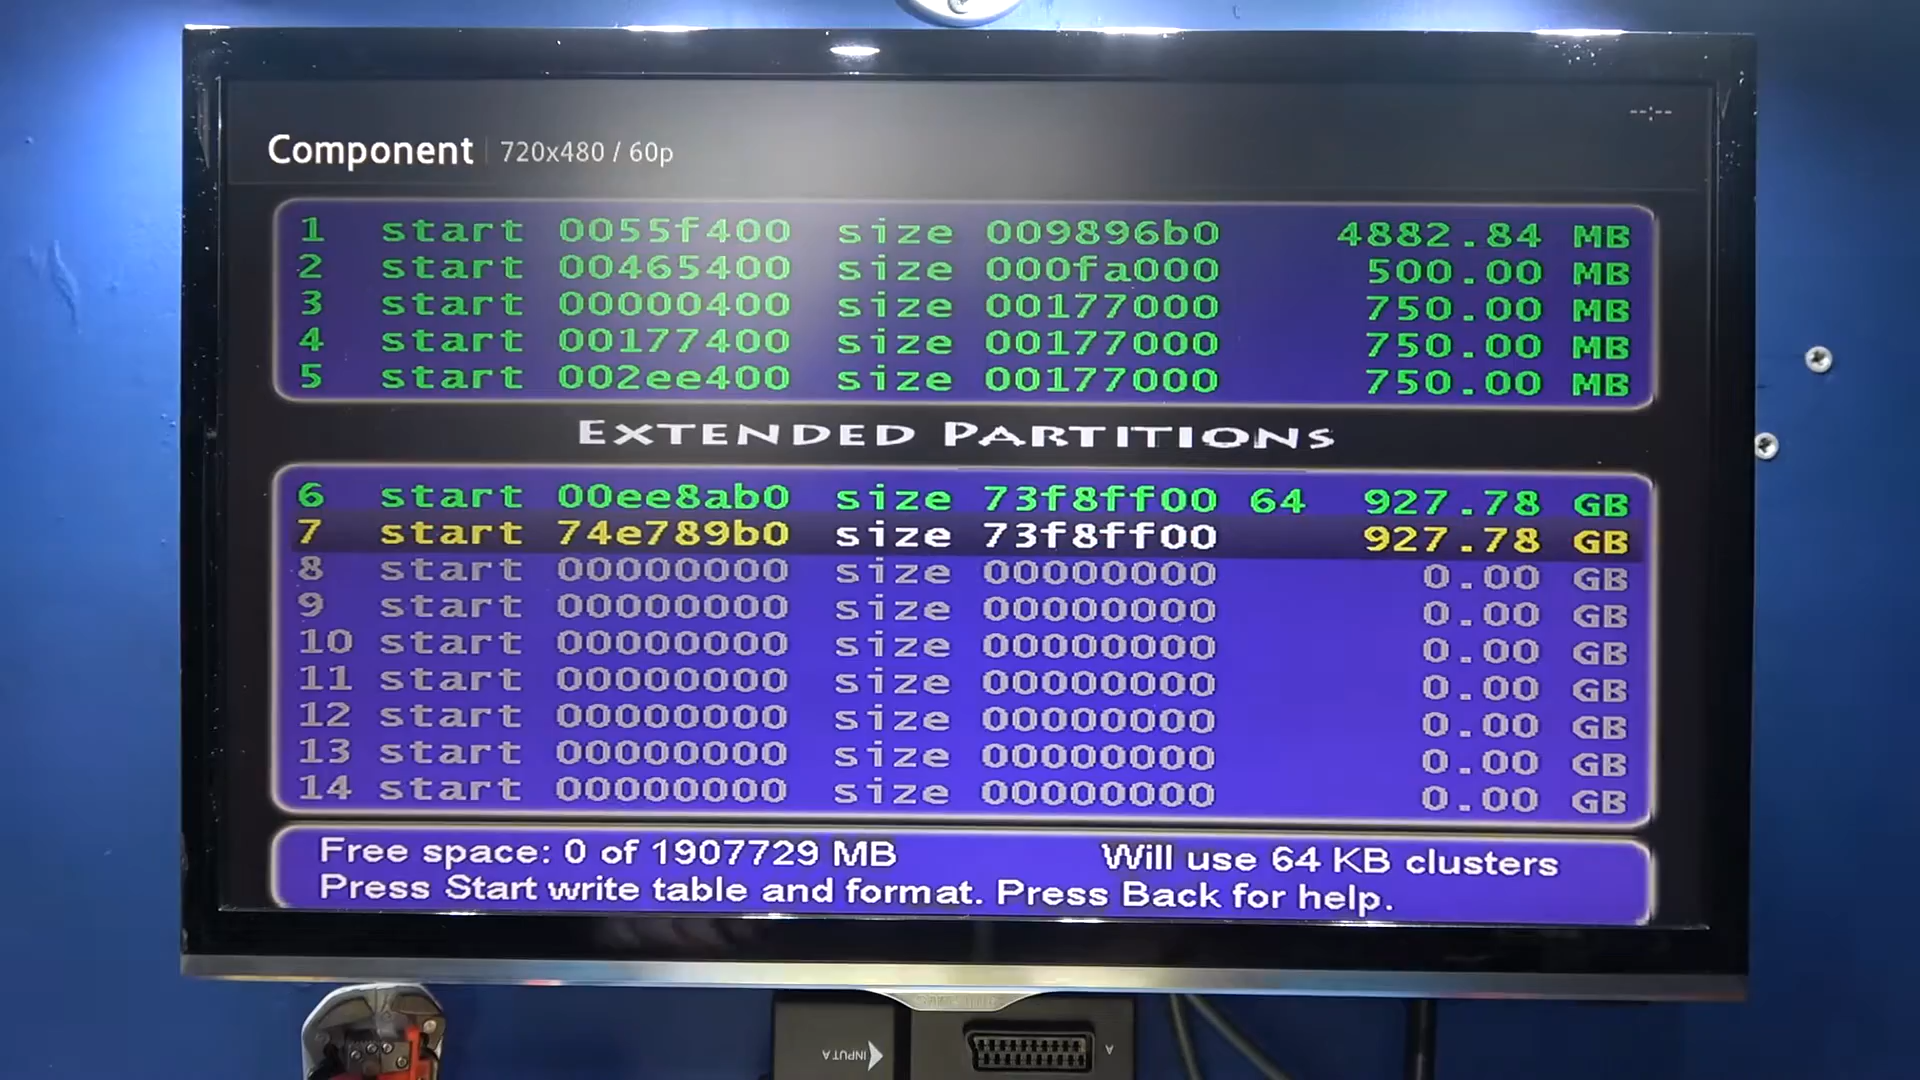 --:--
Component 720x480 / 60p
1 start 0055f400 size 009896b0 4882.84 MB
2 start 00465400 size 000fa000 500.00 MB
3 start 00000400 size 00177000 750.00 MB
4 start 00177400 size 00177000 750.00 MB
5 start 002ee400 size 00177000 750.00 MB
EXTENDED PARTITIONS
6 start 00ee8ab0 size 73f8ff00 64 927.78 GB
7 start 74e789b0 size 73f8ff00 927.78 GB
8 start 00000000 size 00000000 0.00 GB
9 start 00000000 size 00000000 0.00 GB
10 start 00000000 size 00000000 0.00 GB
11 start 00000000 size 00000000 0.00 GB
12 start 00000000 size 00000000 0.00 GB
13 start 00000000 size 00000000 0.00 GB
14 start 00000000 size 00000000 0.00 GB
Free space: 0 of 1907729 MB Will use 64 KB clusters
Press Start write table and format. Press Back for help.
INPUT A A